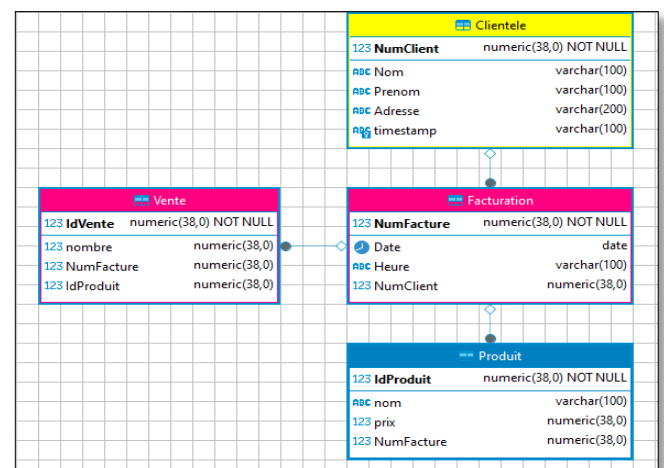 Clientele
123 NumClient numeric(38,0) NOT NULL
ABC Nom varchar(100)
ABC Prenom varchar(100)
ABC Adresse varchar(200)
ABC timestamp varchar(100)
Vente
123 IdVente numeric(38,0) NOT NULL
123 nombre numeric(38,0)
123 NumFacture numeric(38,0)
123 IdProduit numeric(38,0)
Facturation
123 NumFacture numeric(38,0) NOT NULL
Date date
ABC Heure varchar(100)
123 NumClient numeric(38,0)
Produit
123 IdProduit numeric(38,0) NOT NULL
ABC nom varchar(100)
123 prix numeric(38,0)
123 NumFacture numeric(38,0)